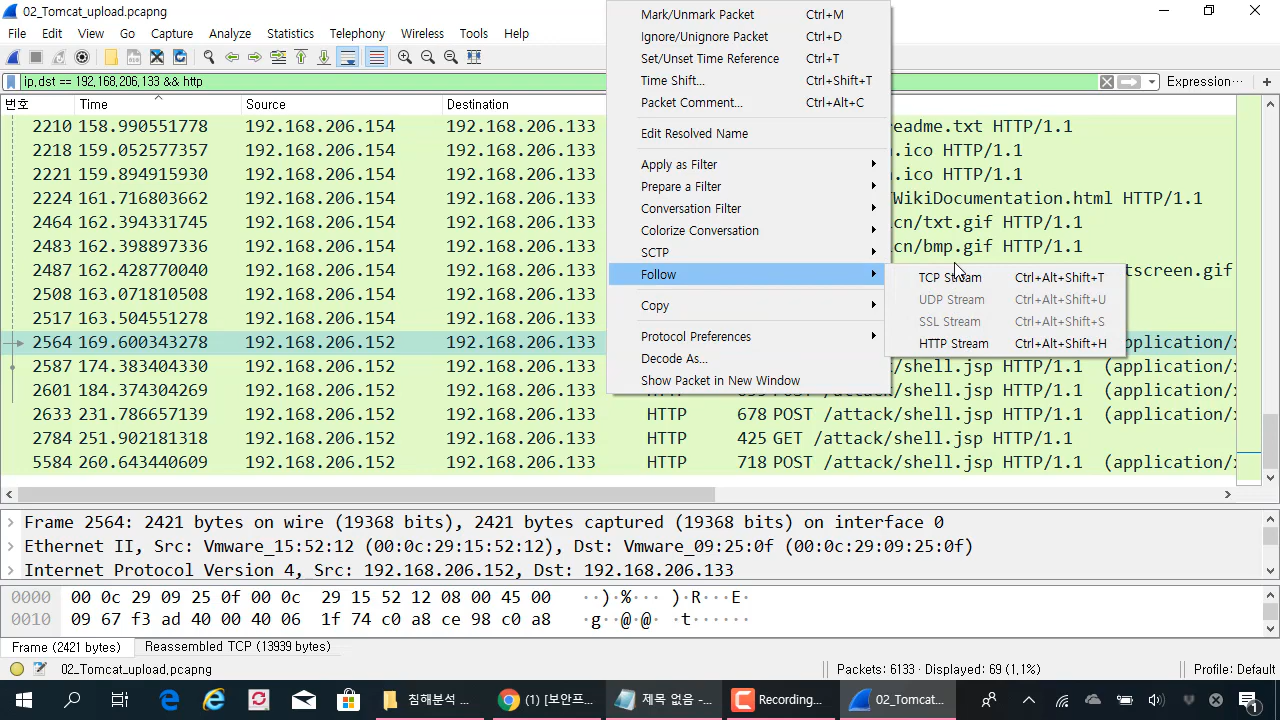 02_Tomcat_upload.pcapng
File Edit View Go Capture Analyze Statistics Telephony Wireless Tools Help
ip,dst == 192,168,206,133 && http
Expression…
번호 Time Source Destination
2210 158.990551778 192.168.206.154 192.168.206.133 eadme.txt HTTP/1.1
2218 159.052577357 192.168.206.154 192.168.206.133 .ico HTTP/1.1
2221 159.894915930 192.168.206.154 192.168.206.133 .ico HTTP/1.1
2224 161.716803662 192.168.206.154 192.168.206.133 WikiDocumentation.html HTTP/1.1
2464 162.394331745 192.168.206.154 192.168.206.133 cn/txt.gif HTTP/1.1
2483 162.398897336 192.168.206.154 192.168.206.133 cn/bmp.gif HTTP/1.1
2487 162.428770040 192.168.206.154 192.168.206.133 tscreen.gif
2508 163.071810508 192.168.206.154 192.168.206.133
2517 163.504551278 192.168.206.154 192.168.206.133
2564 169.600343278 192.168.206.152 192.168.206.133 application/x
2587 174.383404330 192.168.206.152 192.168.206.133 /shell.jsp HTTP/1.1 (application/x
2601 184.374304269 192.168.206.152 192.168.206.133 /shell.jsp HTTP/1.1 (application/x
2633 231.786657139 192.168.206.152 192.168.206.133 HTTP 678 POST /attack/shell.jsp HTTP/1.1 (application/x
2784 251.902181318 192.168.206.152 192.168.206.133 HTTP 425 GET /attack/shell.jsp HTTP/1.1
5584 260.643440609 192.168.206.152 192.168.206.133 HTTP 718 POST /attack/shell.jsp HTTP/1.1 (application/x
Mark/Unmark Packet Ctrl+M
Ignore/Unignore Packet Ctrl+D
Set/Unset Time Reference Ctrl+T
Time Shift... Ctrl+Shift+T
Packet Comment... Ctrl+Alt+C
Edit Resolved Name
Apply as Filter
Prepare a Filter
Conversation Filter
Colorize Conversation
SCTP
Follow
Copy
Protocol Preferences
Decode As...
Show Packet in New Window
TCP Stream Ctrl+Alt+Shift+T
UDP Stream Ctrl+Alt+Shift+U
SSL Stream Ctrl+Alt+Shift+S
HTTP Stream Ctrl+Alt+Shift+H
Frame 2564: 2421 bytes on wire (19368 bits), 2421 bytes captured (19368 bits) on interface 0
Ethernet II, Src: Vmware_15:52:12 (00:0c:29:15:52:12), Dst: Vmware_09:25:0f (00:0c:29:09:25:0f)
Internet Protocol Version 4, Src: 192.168.206.152, Dst: 192.168.206.133
0000 00 0c 29 09 25 0f 00 0c 29 15 52 12 08 00 45 00 ··)·%··· )·R···E·
0010 09 67 f3 ad 40 00 40 06 1f 74 c0 a8 ce 98 c0 a8 ·g··@·@· ·t······
Frame (2421 bytes) Reassembled TCP (13939 bytes)
02_Tomcat_upload.pcapng
Packets: 6133 · Displayed: 69 (1,1%)
Profile: Default
침해분석 ...
(1) [보안프...
제목 없음 -...
Recording...
02_Tomcat...
1